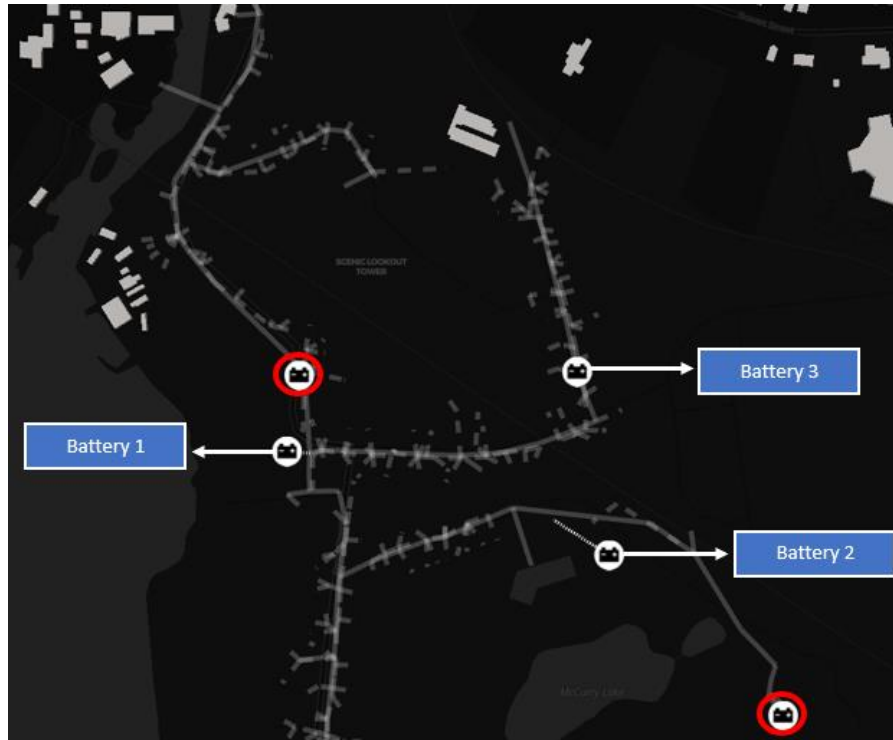 SCENIC LOOKOUT
TOWER
Battery 3
Battery 1
Battery 2
McCurry Lake